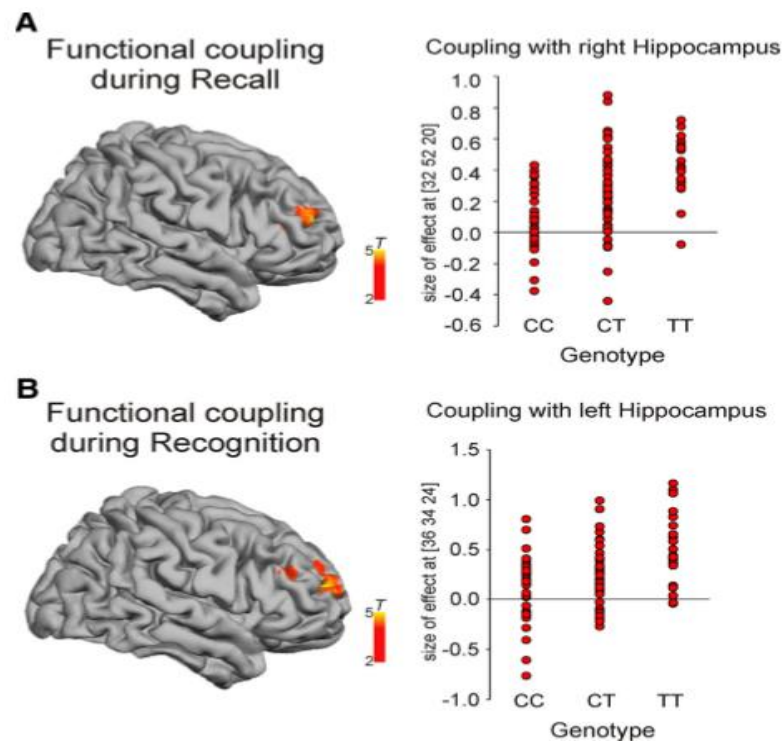 A
Functional coupling
during Recall
5 T
2
Coupling with right Hippocampus
size of effect at [32 52 20]
1.0
0.8
0.6
0.4
0.2
0.0
-0.2
-0.4
-0.6
CC CT TT
Genotype
B
Functional coupling
during Recognition
5 T
2
Coupling with left Hippocampus
size of effect at [36 34 24]
1.5
1.0
0.5
0.0
-0.5
-1.0
CC CT TT
Genotype